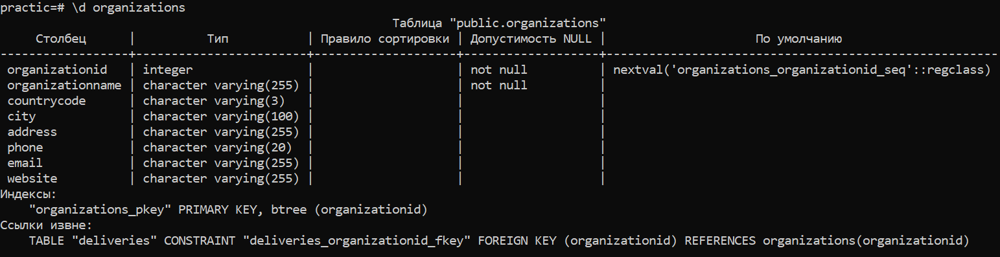 practic=# \d organizations
Таблица "public.organizations"
Столбец | Тип | Правило сортировки | Допустимость NULL | По умолчанию
------------------+------------------------+--------------------+-------------------+-----------------------------------------------------
organizationid | integer | | not null | nextval('organizations_organizationid_seq'::regclass)
organizationname | character varying(255) | | not null |
countrycode | character varying(3) | | |
city | character varying(100) | | |
address | character varying(255) | | |
phone | character varying(20) | | |
email | character varying(255) | | |
website | character varying(255) | | |
Индексы:
"organizations_pkey" PRIMARY KEY, btree (organizationid)
Ссылки извне:
TABLE "deliveries" CONSTRAINT "deliveries_organizationid_fkey" FOREIGN KEY (organizationid) REFERENCES organizations(organizationid)